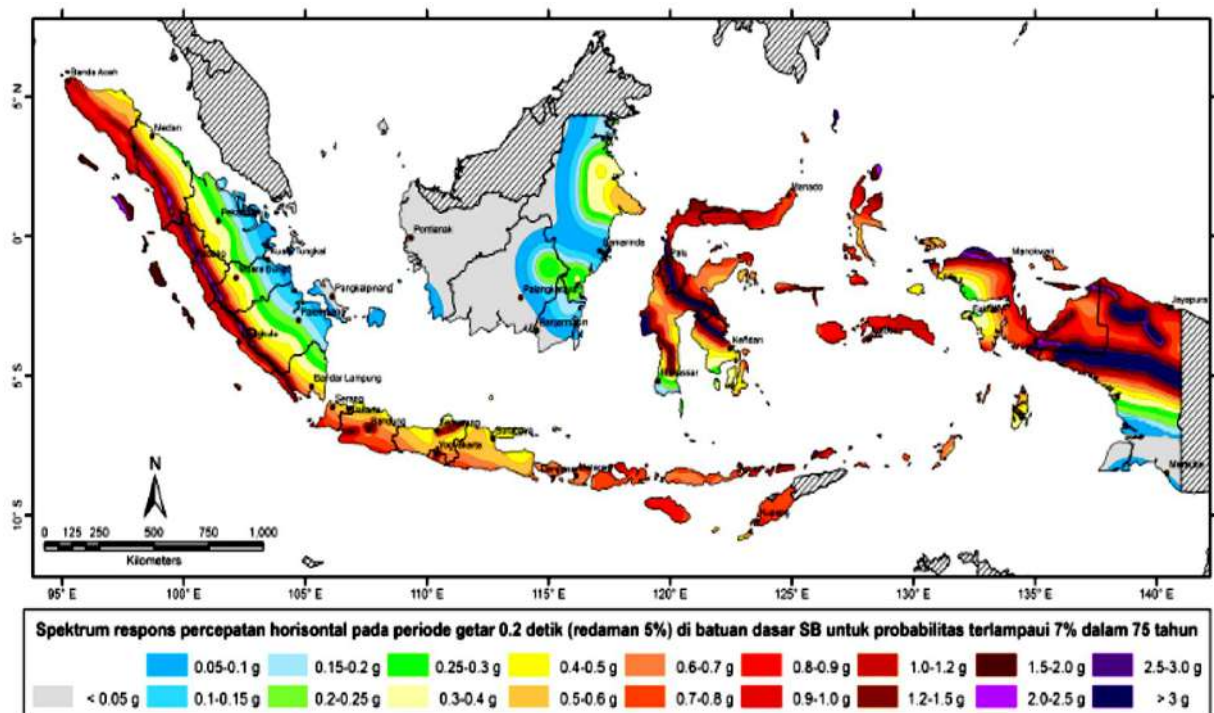 Banda Aceh
5° N
Medan
Manado
Pontianak
Samarinda
0°
Kuala Tungkal
Palu
Manokwari
Padang
Muara Bungo
Pangkalpinang
Palangkaraya
Jayapura
Palembang
Banjarmasin
Kendari
5° S
Bandar Lampung
Makassar
Serang
Jakarta
Bandung
Semarang
Surabaya
Yogyakarta
Merauke
N
Kupang
10° S
0 125 250 500 750 1,000
Kilometers
95° E 100° E 105° E 110° E 115° E 120° E 125° E 130° E 135° E 140° E
Spektrum respons percepatan horisontal pada periode getar 0.2 detik (redaman 5%) di batuan dasar SB untuk probabilitas terlampaui 7% dalam 75 tahun
0.05-0.1 g 0.15-0.2 g 0.25-0.3 g 0.4-0.5 g 0.6-0.7 g 0.8-0.9 g 1.0-1.2 g 1.5-2.0 g 2.5-3.0 g
< 0.05 g 0.1-0.15 g 0.2-0.25 g 0.3-0.4 g 0.5-0.6 g 0.7-0.8 g 0.9-1.0 g 1.2-1.5 g 2.0-2.5 g > 3 g